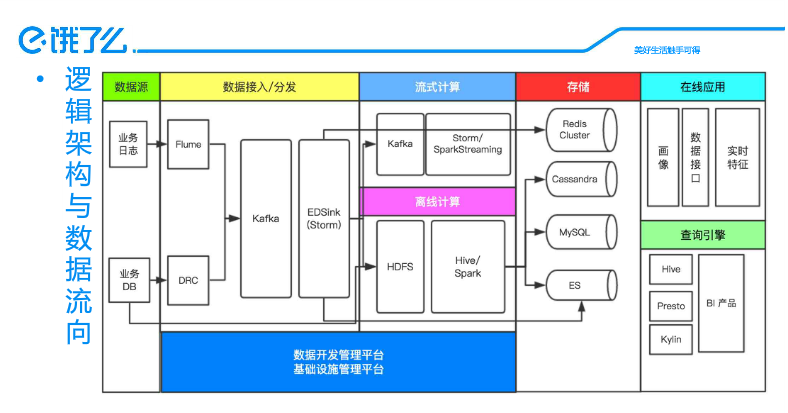 饿了么
美好生活触手可得
• 逻辑架构与数据流向
数据源
数据接入/分发
流式计算
存储
在线应用
业务
日志
Flume
Kafka
EDSink
(Storm)
Kafka
Storm/
SparkStreaming
Redis
Cluster
Cassandra
画像
数据接口
实时
特征
离线计算
业务
DB
DRC
HDFS
Hive/
Spark
MySQL
ES
查询引擎
Hive
Presto
Kylin
BI 产品
数据开发管理平台
基础设施管理平台